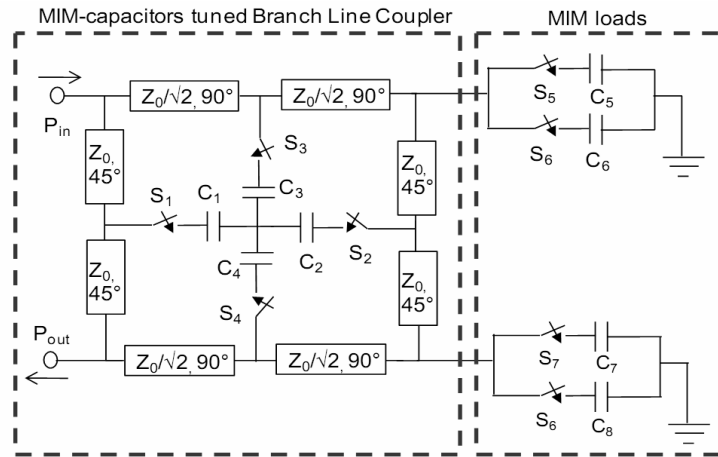 MIM-capacitors tuned Branch Line Coupler
MIM loads
Z₀/√2, 90°
Z₀/√2, 90°
S₅
C₅
Pin
S₃
Z₀,
45°
C₃
S₆
C₆
Z₀,
45°
S₁
C₁
C₂
S₂
C₄
Z₀,
45°
Z₀,
45°
S₄
Pout
S₇
C₇
Z₀/√2, 90°
Z₀/√2, 90°
S₆
C₈